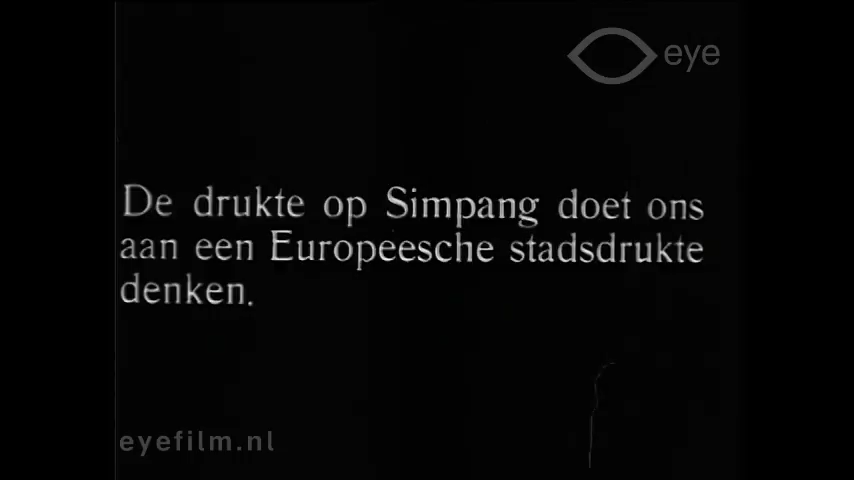 eye
De drukte op Simpang doet ons
aan een Europeesche stadsdrukte
denken.
eyefilm.nl